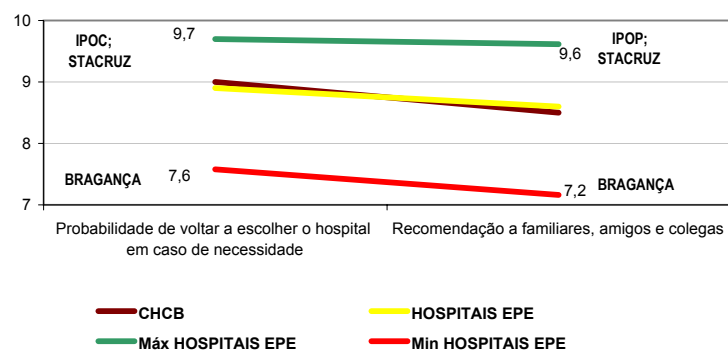 10
9
8
7
IPOC;
STACRUZ
9,7
IPOP;
STACRUZ
9,6
BRAGANÇA
7,6
7,2
BRAGANÇA
Probabilidade de voltar a escolher o hospital
em caso de necessidade
Recomendação a familiares, amigos e colegas
CHCB
HOSPITAIS EPE
Máx HOSPITAIS EPE
Min HOSPITAIS EPE